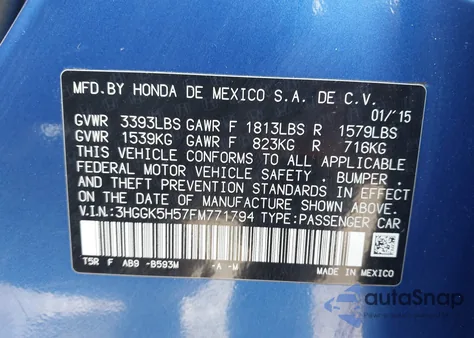 MFD.BY HONDA DE MEXICO S.A. DE C.V.
01/'15
GVWR 3393LBS GAWR F 1813LBS R 1579LBS
GVWR 1539KG GAWR F 823KG R 716KG
THIS VEHICLE CONFORMS TO ALL APPLICABLE
FEDERAL MOTOR VEHICLE SAFETY . BUMPER .
AND THEFT PREVENTION STANDARDS IN EFFECT
ON THE DATE OF MANUFACTURE SHOWN ABOVE.
V.I.N.:3HGGK5H57FM771794 TYPE:PASSENGER CAR
T5R F AB9 -B593M -A -M
MADE IN MEXICO
autoSnap